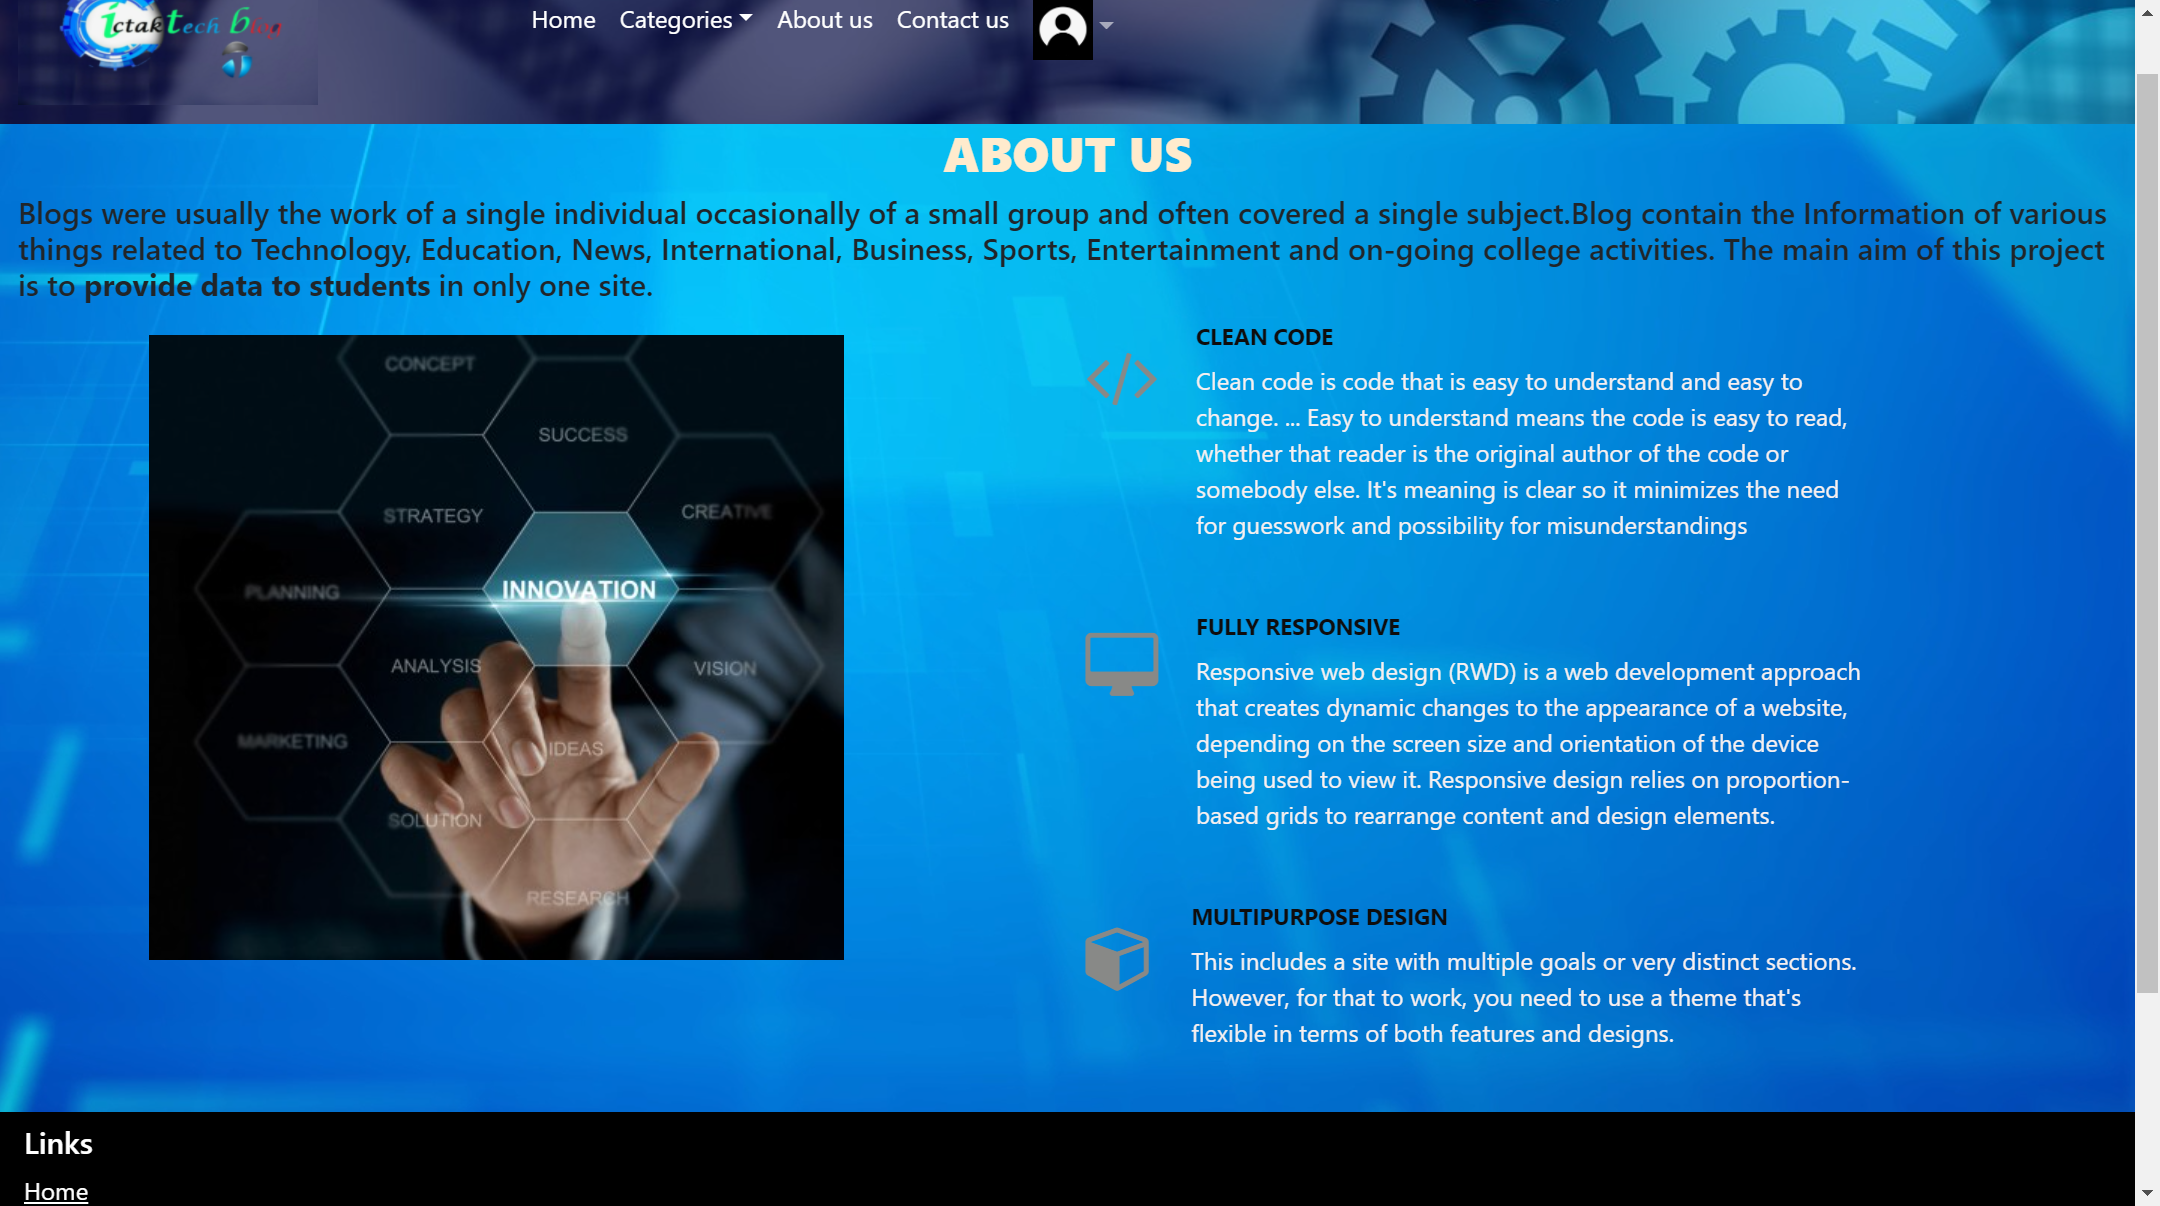 ictak tech blog
Home Categories About us Contact us
ABOUT US
Blogs were usually the work of a single individual occasionally of a small group and often covered a single subject.Blog contain the Information of various
things related to Technology, Education, News, International, Business, Sports, Entertainment and on-going college activities. The main aim of this project
is to provide data to students in only one site.
CONCEPT
SUCCESS
STRATEGY
CREATIVE
PLANNING
INNOVATION
ANALYSIS
VISION
MARKETING
IDEAS
SOLUTION
RESEARCH
CLEAN CODE
Clean code is code that is easy to understand and easy to
change. ... Easy to understand means the code is easy to read,
whether that reader is the original author of the code or
somebody else. It's meaning is clear so it minimizes the need
for guesswork and possibility for misunderstandings
FULLY RESPONSIVE
Responsive web design (RWD) is a web development approach
that creates dynamic changes to the appearance of a website,
depending on the screen size and orientation of the device
being used to view it. Responsive design relies on proportion-
based grids to rearrange content and design elements.
MULTIPURPOSE DESIGN
This includes a site with multiple goals or very distinct sections.
However, for that to work, you need to use a theme that's
flexible in terms of both features and designs.
Links
Home